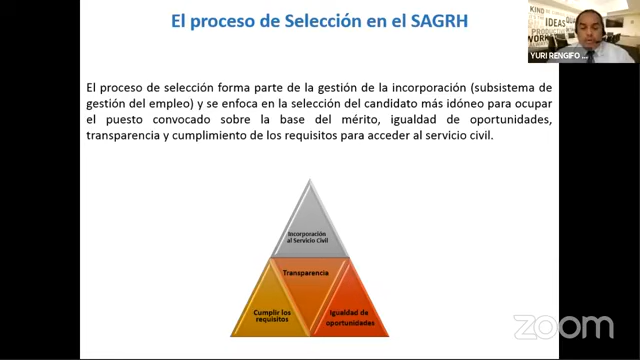 El proceso de Selección en el SAGRH
KIND
IDEAS
YURI RENGIFO ...
El proceso de selección forma parte de la gestión de la incorporación (subsistema de
gestión del empleo) y se enfoca en la selección del candidato más idóneo para ocupar
el puesto convocado sobre la base del mérito, igualdad de oportunidades,
transparencia y cumplimiento de los requisitos para acceder al servicio civil.
Incorporación
al Servicio Civil
Transparencia
Cumplir los
requisitos
Igualdad de
oportunidades
zoom